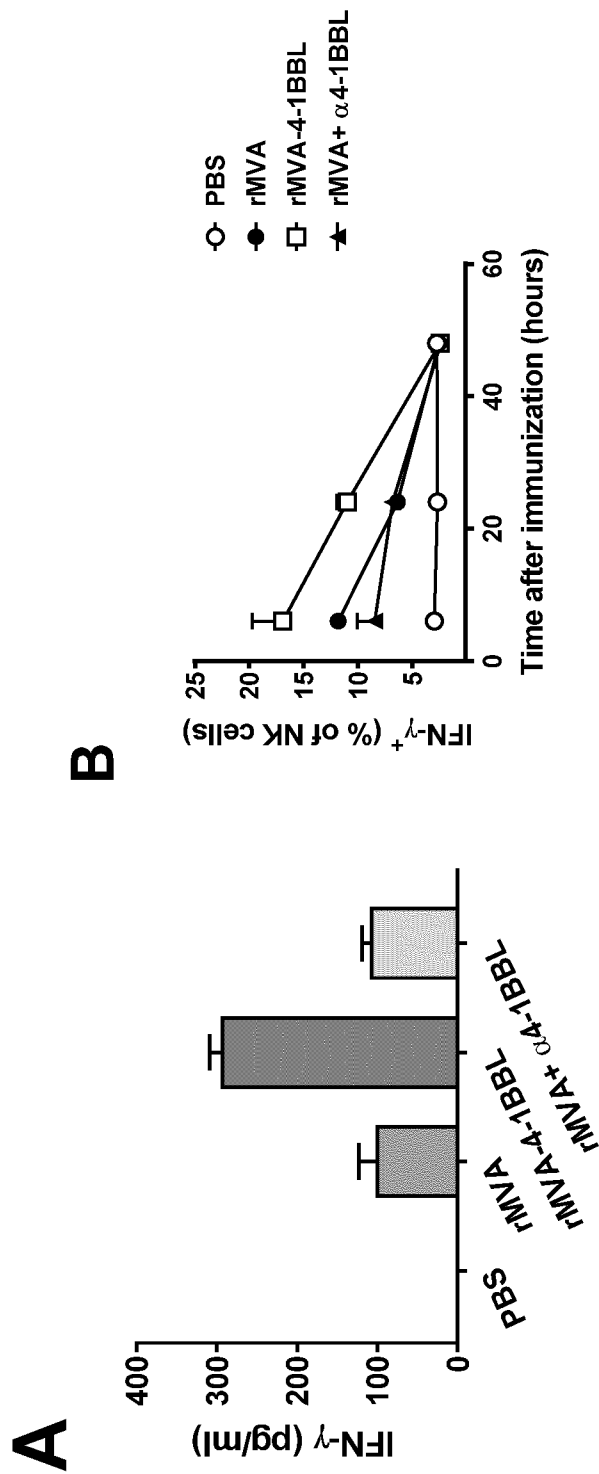 A
IFN-γ (pg/ml)
400
300
200
100
0
PBS
rMVA
rMVA-4-1BBL
rMVA+ α4-1BBL
B
IFN-γ⁺ (% of NK cells)
25
20
15
10
5
0
20
40
60
Time after immunization (hours)
PBS
rMVA
rMVA-4-1BBL
rMVA+ α4-1BBL